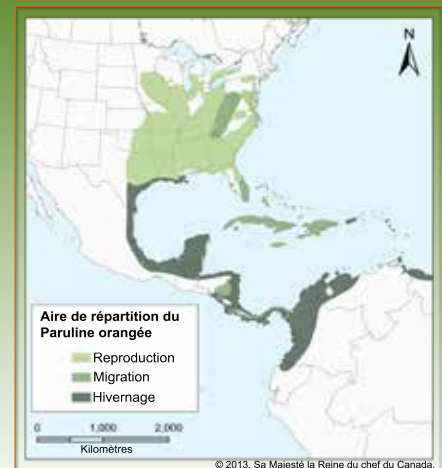 N
Aire de répartition du
Paruline orangée
Reproduction
Migration
Hivernage
0 1,000 2,000
Kilomètres
© 2013. Sa Majesté la Reine du chef du Canada.